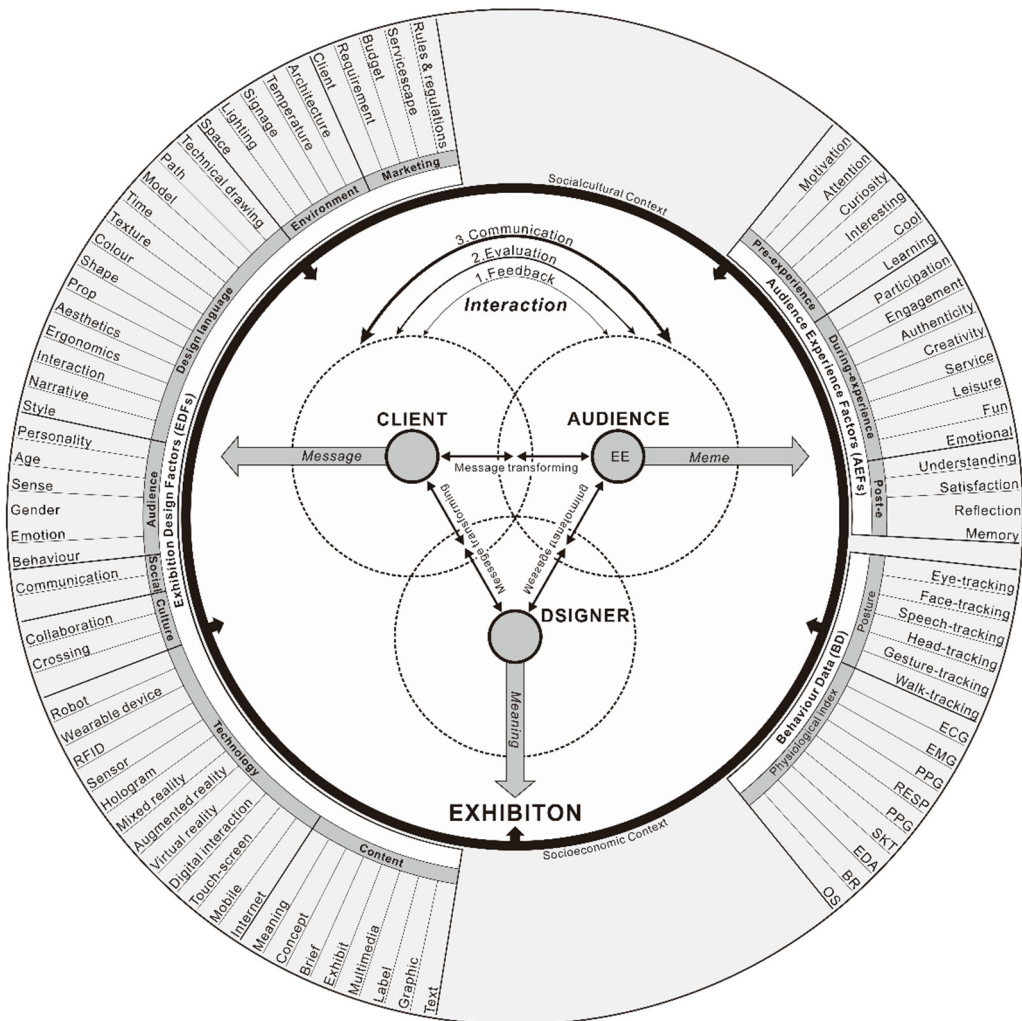 Rules & regulations
Servicescape
Budget
Requirement
Client
Architecture
Temperature
Signage
Lighting
Space
Technical drawing
Path
Model
Time
Texture
Colour
Shape
Prop
Aesthetics
Ergonomics
Interaction
Narrative
Style
Personality
Age
Sense
Gender
Emotion
Behaviour
Communication
Collaboration
Crossing
Robot
Wearable device
RFID
Sensor
Hologram
Mixed reality
Augmented reality
Virtual reality
Digital interaction
Touch-screen
Mobile
Internet
Meaning
Concept
Brief
Exhibit
Multimedia
Label
Graphic
Text
Marketing
Environment
Design language
Audience
Social
Culture
Technology
Content
Exhibition Design Factors (EDFs)
Socialcultural Context
3.Communication
2.Evaluation
1.Feedback
Interaction
CLIENT
AUDIENCE
Message
EE
Meme
Message transforming
Message transforming
Message transforming
DSIGNER
Meaning
EXHIBITON
Socioeconomic Context
Motivation
Attention
Curiosity
Interesting
Cool
Learning
Participation
Engagement
Authenticity
Creativity
Service
Leisure
Fun
Emotional
Understanding
Satisfaction
Reflection
Memory
Pre-experience
During-experience
Post-e
Audience Experience Factors (AEFs)
Eye-tracking
Face-tracking
Speech-tracking
Head-tracking
Gesture-tracking
Walk-tracking
ECG
EMG
PPG
RESP
PPG
SKT
EDA
BR
OS
Posture
Physiological index
Behaviour Data (BD)